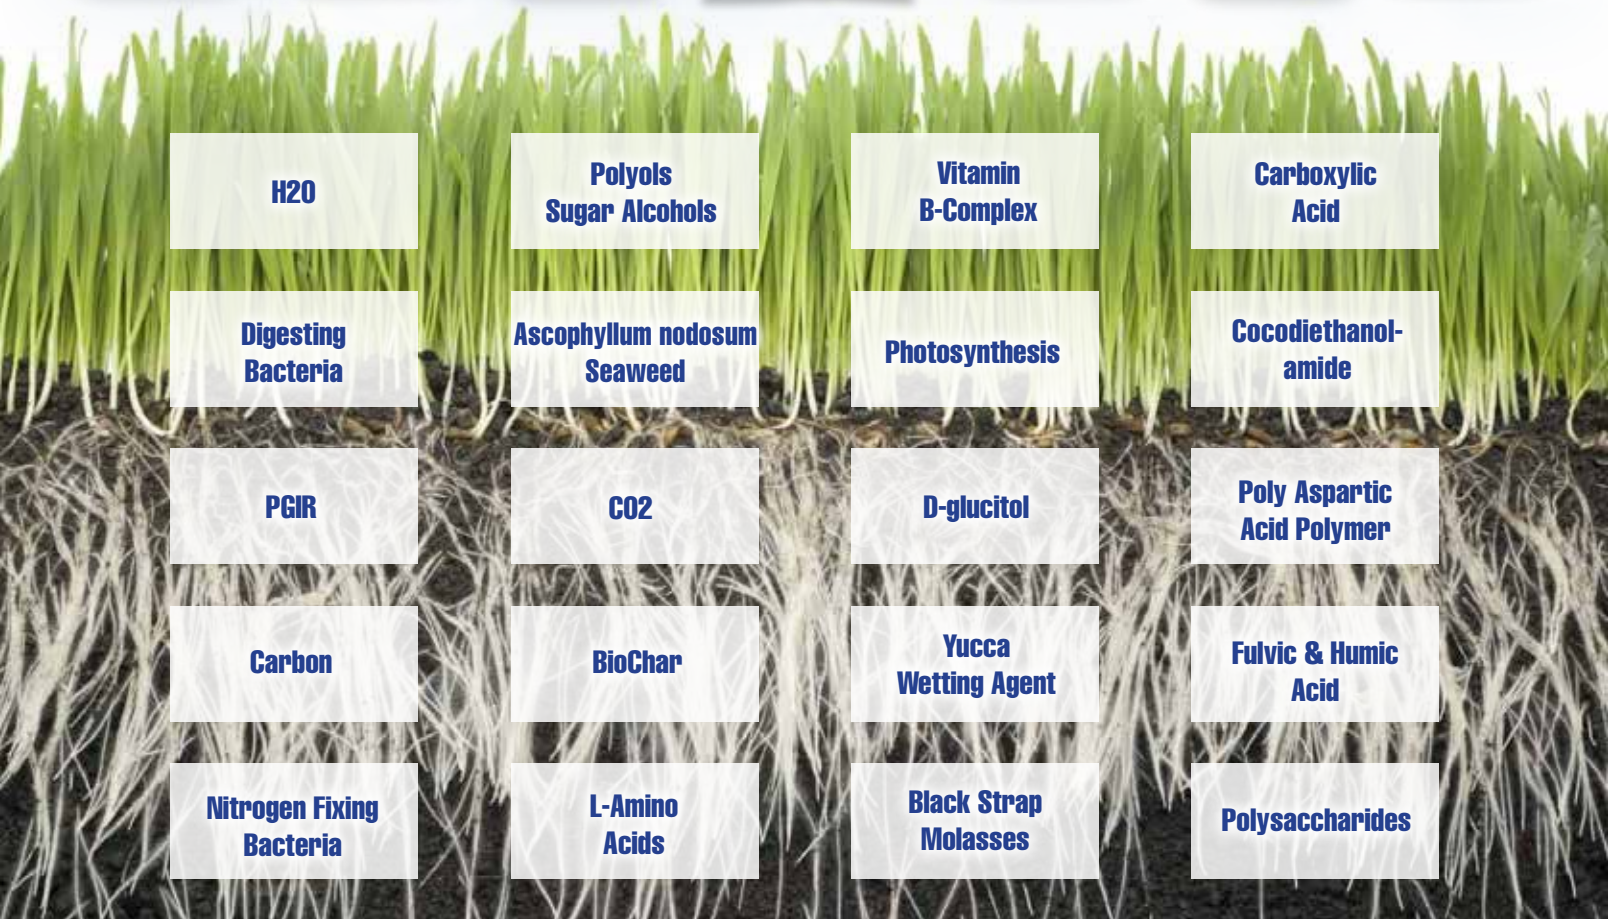 H2O
Polyols
Sugar Alcohols
Vitamin
B-Complex
Carboxylic
Acid
Digesting
Bacteria
Ascophyllum nodosum
Seaweed
Photosynthesis
Cocodiethanol-
amide
PGIR
CO2
D-glucitol
Poly Aspartic
Acid Polymer
Carbon
BioChar
Yucca
Wetting Agent
Fulvic & Humic
Acid
Nitrogen Fixing
Bacteria
L-Amino
Acids
Black Strap
Molasses
Polysaccharides